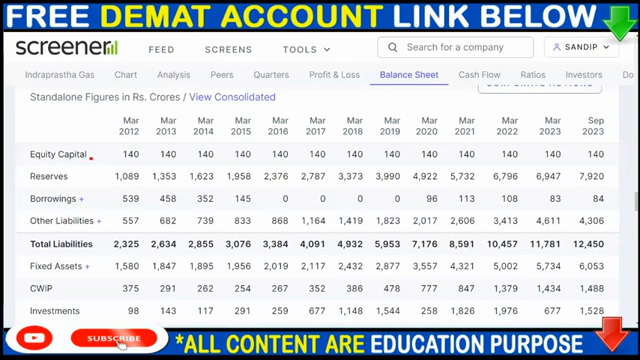 FREE DEMAT ACCOUNT LINK BELOW
screener FEED SCREENS TOOLS Search for a company SANDIP
Indraprastha Gas Chart Analysis Peers Quarters Profit & Loss Balance Sheet Cash Flow Ratios Investors Do
Standalone Figures in Rs. Crores / View Consolidated
Mar 2012 Mar 2013 Mar 2014 Mar 2015 Mar 2016 Mar 2017 Mar 2018 Mar 2019 Mar 2020 Mar 2021 Mar 2022 Mar 2023 Sep 2023
Equity Capital 140 140 140 140 140 140 140 140 140 140 140 140 140
Reserves 1,089 1,353 1,623 1,958 2,376 2,787 3,373 3,990 4,922 5,732 6,796 6,947 7,920
Borrowings + 539 458 352 145 0 0 0 0 96 113 108 83 84
Other Liabilities + 557 682 739 833 868 1,164 1,419 1,823 2,017 2,606 3,413 4,611 4,306
Total Liabilities 2,325 2,634 2,855 3,076 3,384 4,091 4,932 5,953 7,176 8,591 10,457 11,781 12,450
Fixed Assets + 1,580 1,847 1,895 1,956 2,019 2,117 2,432 2,877 3,557 4,321 5,002 5,734 6,053
CWIP 375 291 262 254 267 352 386 478 777 847 1,379 1,434 1,488
Investments 98 143 117 291 259 677 1,148 1,544 258 1,826 1,976 677 1,528
SUBSCRIBE *ALL CONTENT ARE EDUCATION PURPOSE